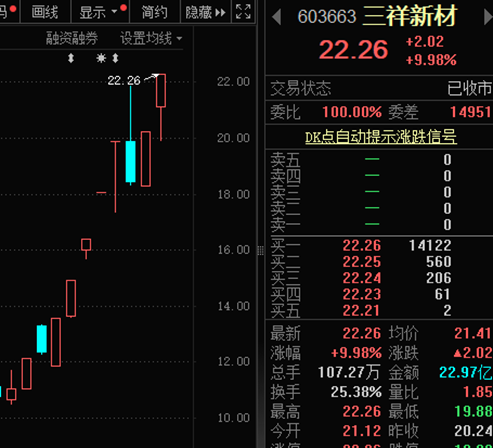 码 画线 显示 简约 隐藏
融资融券 设置均线
22.26
22.00
20.00
18.00
16.00
14.00
12.00
10.00
603663 三祥新材
22.26 +2.02
+9.98%
交易状态 已收市
委比 100.00% 委差 14951
DK点自动提示涨跌信号
卖五 — 0
卖四 — 0
卖三 — 0
卖二 — 0
卖一 — 0
买一 22.26 14122
买二 22.25 560
买三 22.24 206
买四 22.23 61
买五 22.21 2
最新 22.26 均价 21.41
涨幅 +9.98% 涨跌 ▲2.02
总手 107.27万 金额 22.97亿
换手 25.38% 量比 1.85
最高 22.26 最低 19.88
今开 21.12 昨收 20.24